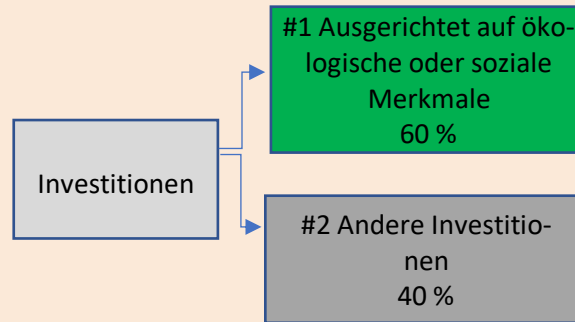 Investitionen
#1 Ausgerichtet auf öko-
logische oder soziale
Merkmale
60 %
#2 Andere Investitio-
nen
40 %